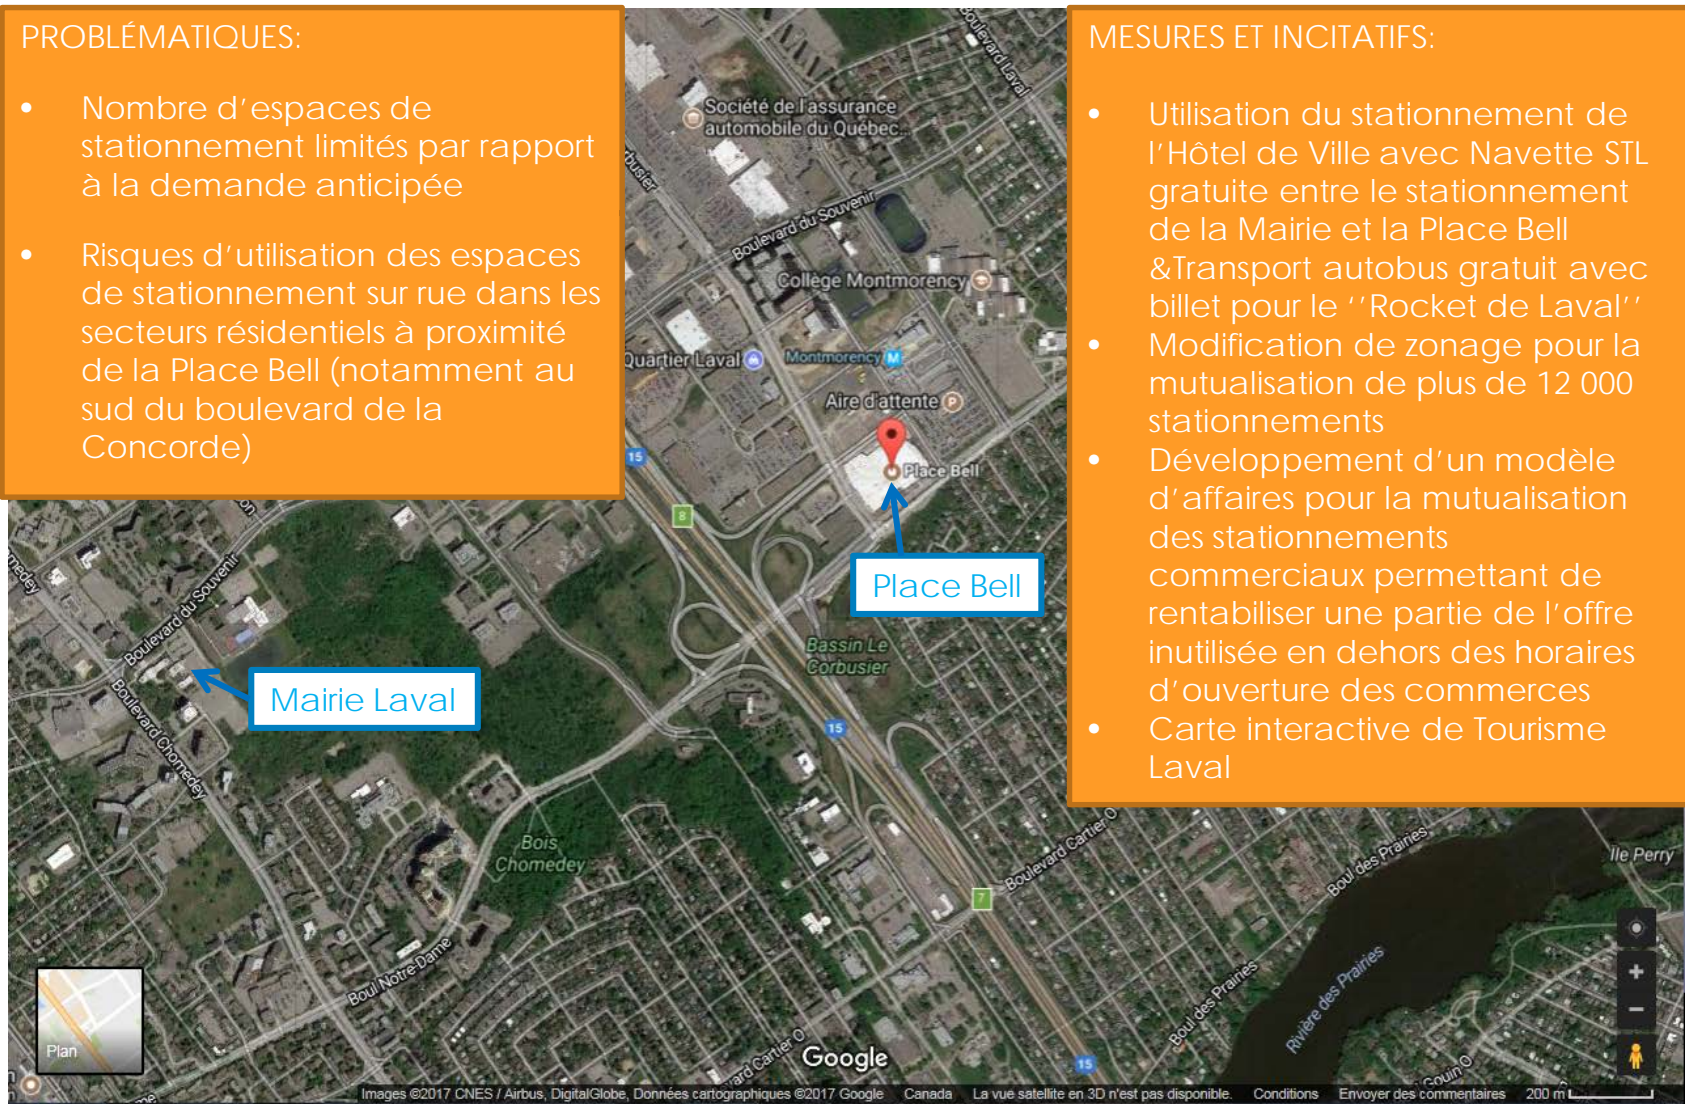 PROBLÉMATIQUES:
• Nombre d'espaces de
stationnement limités par rapport
à la demande anticipée
• Risques d'utilisation des espaces
de stationnement sur rue dans les
secteurs résidentiels à proximité
de la Place Bell (notamment au
sud du boulevard de la
Concorde)
MESURES ET INCITATIFS:
• Utilisation du stationnement de
l'Hôtel de Ville avec Navette STL
gratuite entre le stationnement
de la Mairie et la Place Bell
&Transport autobus gratuit avec
billet pour le ''Rocket de Laval''
• Modification de zonage pour la
mutualisation de plus de 12 000
stationnements
• Développement d'un modèle
d'affaires pour la mutualisation
des stationnements
commerciaux permettant de
rentabiliser une partie de l'offre
inutilisée en dehors des horaires
d'ouverture des commerces
• Carte interactive de Tourisme
Laval
Boulevard Laval
Société de l'assurance
automobile du Québec...
Boulevard du Souvenir
Collège Montmorency
Quartier Laval
Montmorency M
Aire d'attente P
15
Place Bell
8
Place Bell
Boulevard du Souvenir
Bassin Le
Corbusier
Mairie Laval
15
Boulevard Chomedey
Bois
Chomedey
Boulevard Cartier O
Boul des Prairies
Ile Perry
7
Boul Notre-Dame
Boul des Prairies
Rivière des Prairies
Plan
Google
15
Images ©2017 CNES / Airbus, DigitalGlobe, Données cartographiques ©2017 Google Canada La vue satellite en 3D n'est pas disponible. Conditions Envoyer des commentaires 200 m